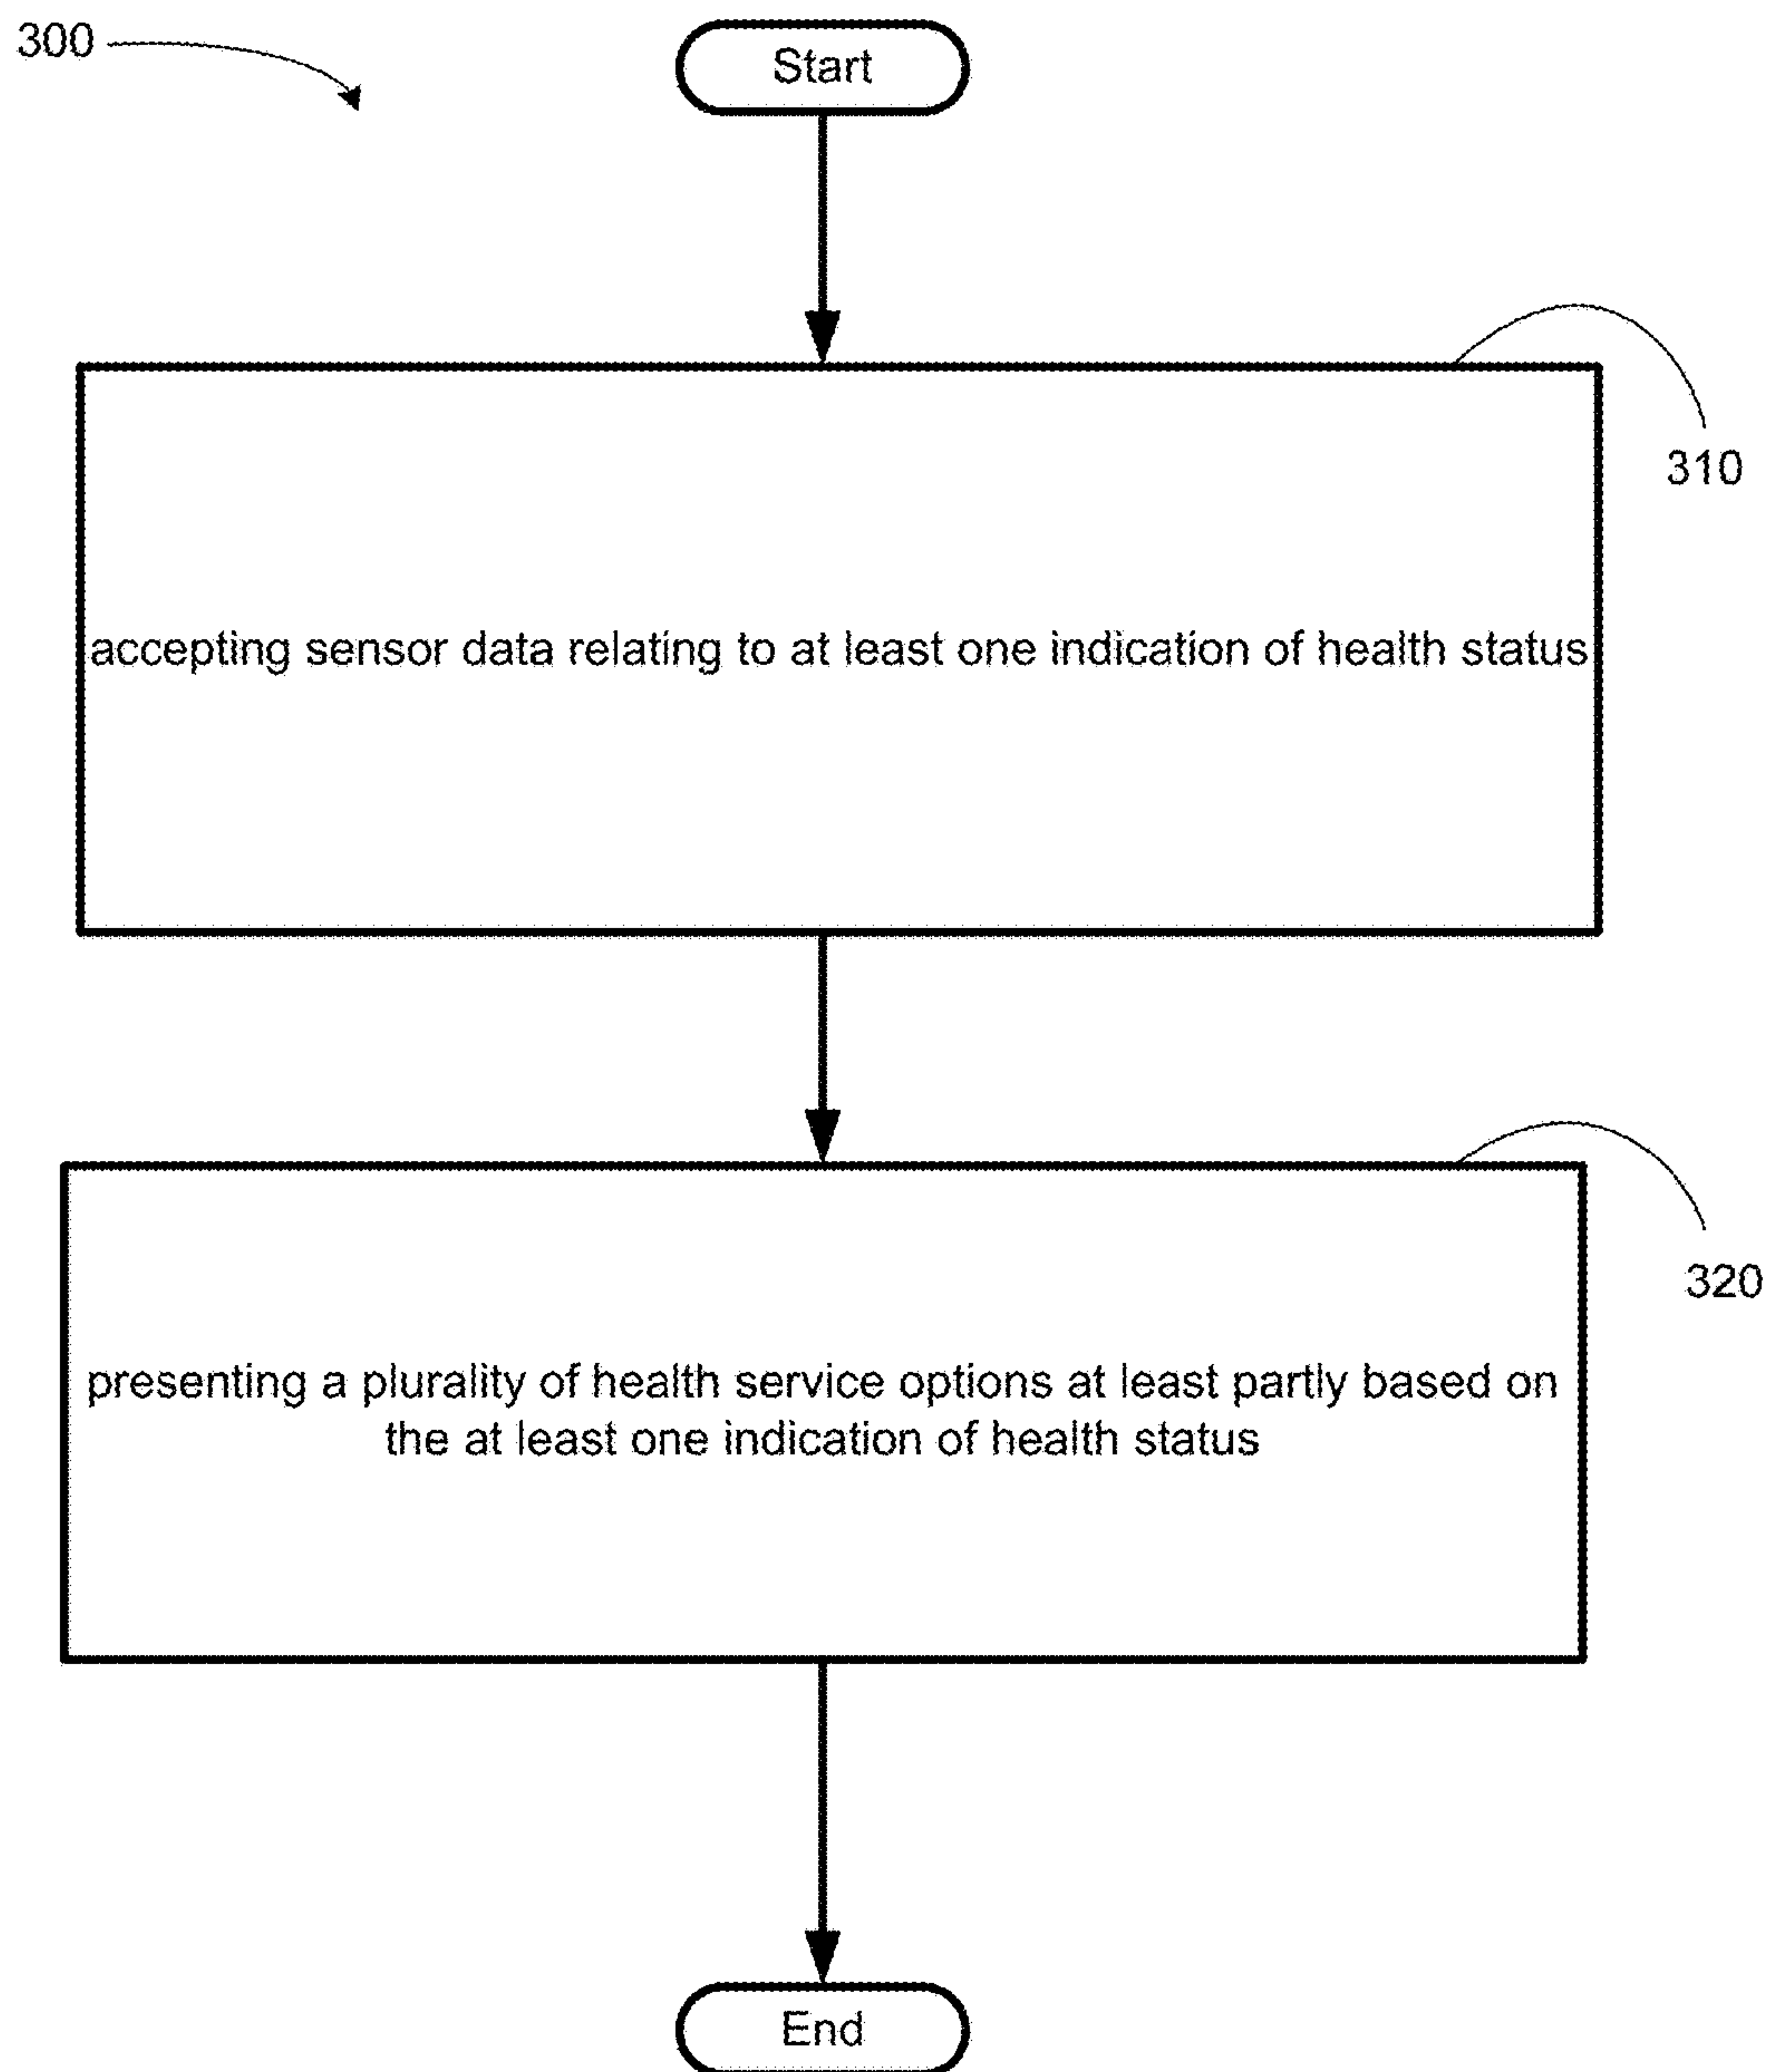 300
Start
310
accepting sensor data relating to at least one indication of health status
320
presenting a plurality of health service options at least partly based on
the at least one indication of health status
End